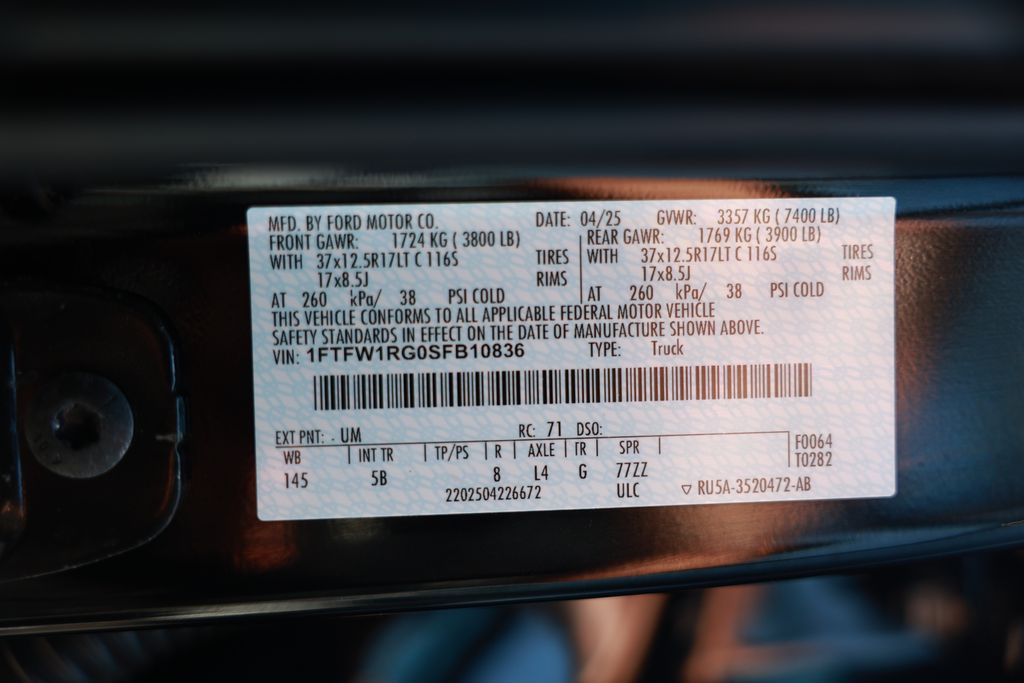 MFD. BY FORD MOTOR CO. DATE: 04/25 GVWR: 3357 KG ( 7400 LB)
FRONT GAWR: 1724 KG ( 3800 LB) REAR GAWR: 1769 KG ( 3900 LB)
WITH 37x12.5R17LT C 116S TIRES WITH 37x12.5R17LT C 116S TIRES
17x8.5J RIMS 17x8.5J RIMS
AT 260 kPa/ 38 PSI COLD AT 260 kPa/ 38 PSI COLD
THIS VEHICLE CONFORMS TO ALL APPLICABLE FEDERAL MOTOR VEHICLE
SAFETY STANDARDS IN EFFECT ON THE DATE OF MANUFACTURE SHOWN ABOVE.
VIN: 1FTFW1RG0SFB10836 TYPE: Truck
EXT PNT: . UM RC: 71 DSO:
WB INT TR TP/PS R AXLE TR SPR F0064
145 5B 8 L4 G 77ZZ T0282
2202504226672 ULC ▽ RU5A-3520472-AB